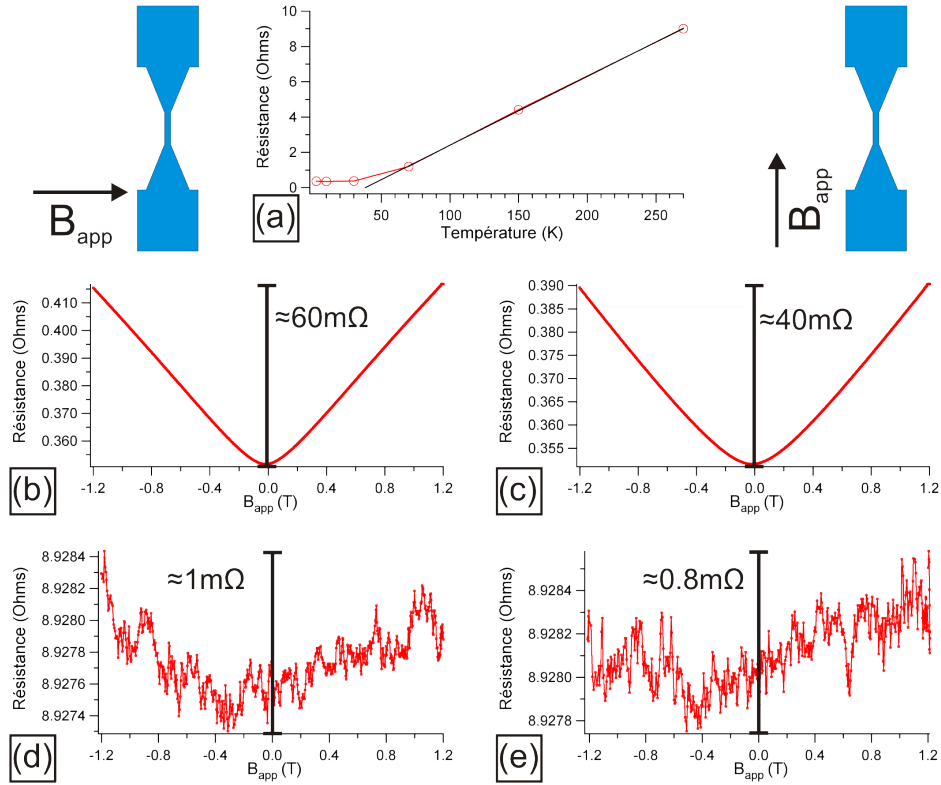 B_app
10
8
6
4
2
0
Résistance (Ohms)
50 100 150 200 250
Température (K)
(a)
B_app
0.410
0.400
0.390
0.380
0.370
0.360
Résistance (Ohms)
≈60mΩ
-1.2 -0.8 -0.4 0.0 0.4 0.8 1.2
B_app (T)
(b)
0.390
0.385
0.380
0.375
0.370
0.365
0.360
0.355
Résistance (Ohms)
≈40mΩ
-1.2 -0.8 -0.4 0.0 0.4 0.8 1.2
B_app (T)
(c)
8.9284
8.9282
8.9280
8.9278
8.9276
8.9274
Résistance (Ohms)
≈1mΩ
-1.2 -0.8 -0.4 0.0 0.4 0.8 1.2
B_app (T)
(d)
8.9284
8.9282
8.9280
8.9278
Résistance (Ohms)
≈0.8mΩ
-1.2 -0.8 -0.4 0.0 0.4 0.8 1.2
B_app (T)
(e)